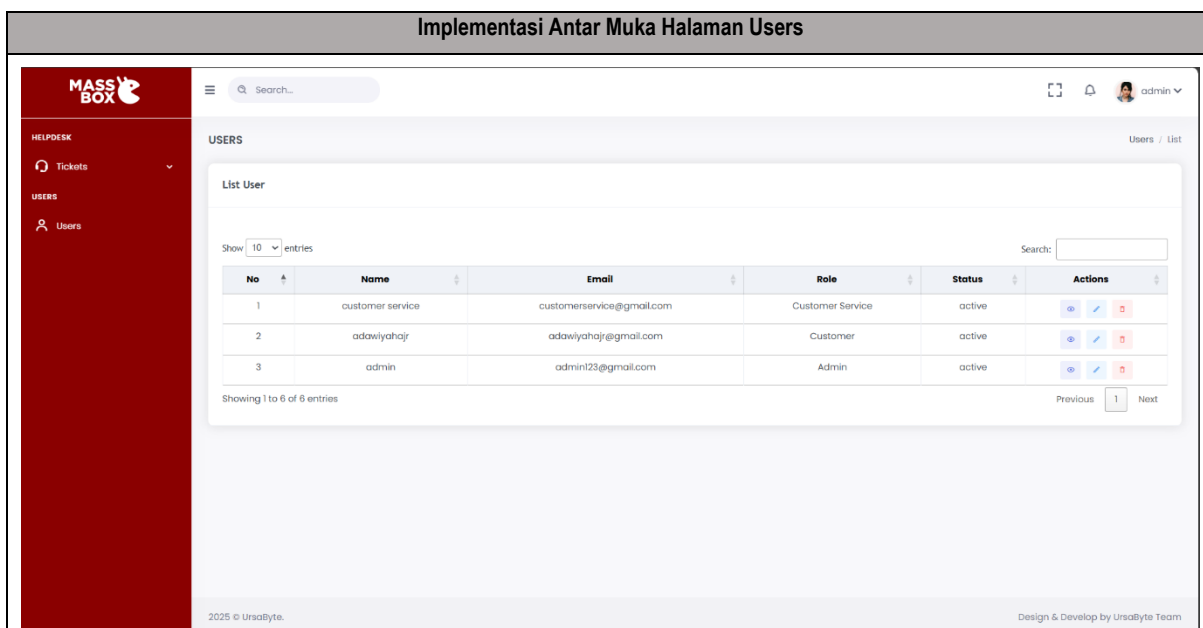 Implementasi Antar Muka Halaman Users
MASS BOX
Search...
admin
HELPDESK
Tickets
USERS
Users
USERS
Users / List
List User
Show 10 entries
Search:
No Name Email Role Status Actions
1 customer service customerservice@gmail.com Customer Service active
2 adawiyahajr adawiyahajr@gmail.com Customer active
3 admin admin123@gmail.com Admin active
Showing 1 to 6 of 6 entries
Previous 1 Next
2025 © UrsaByte.
Design & Develop by UrsaByte Team